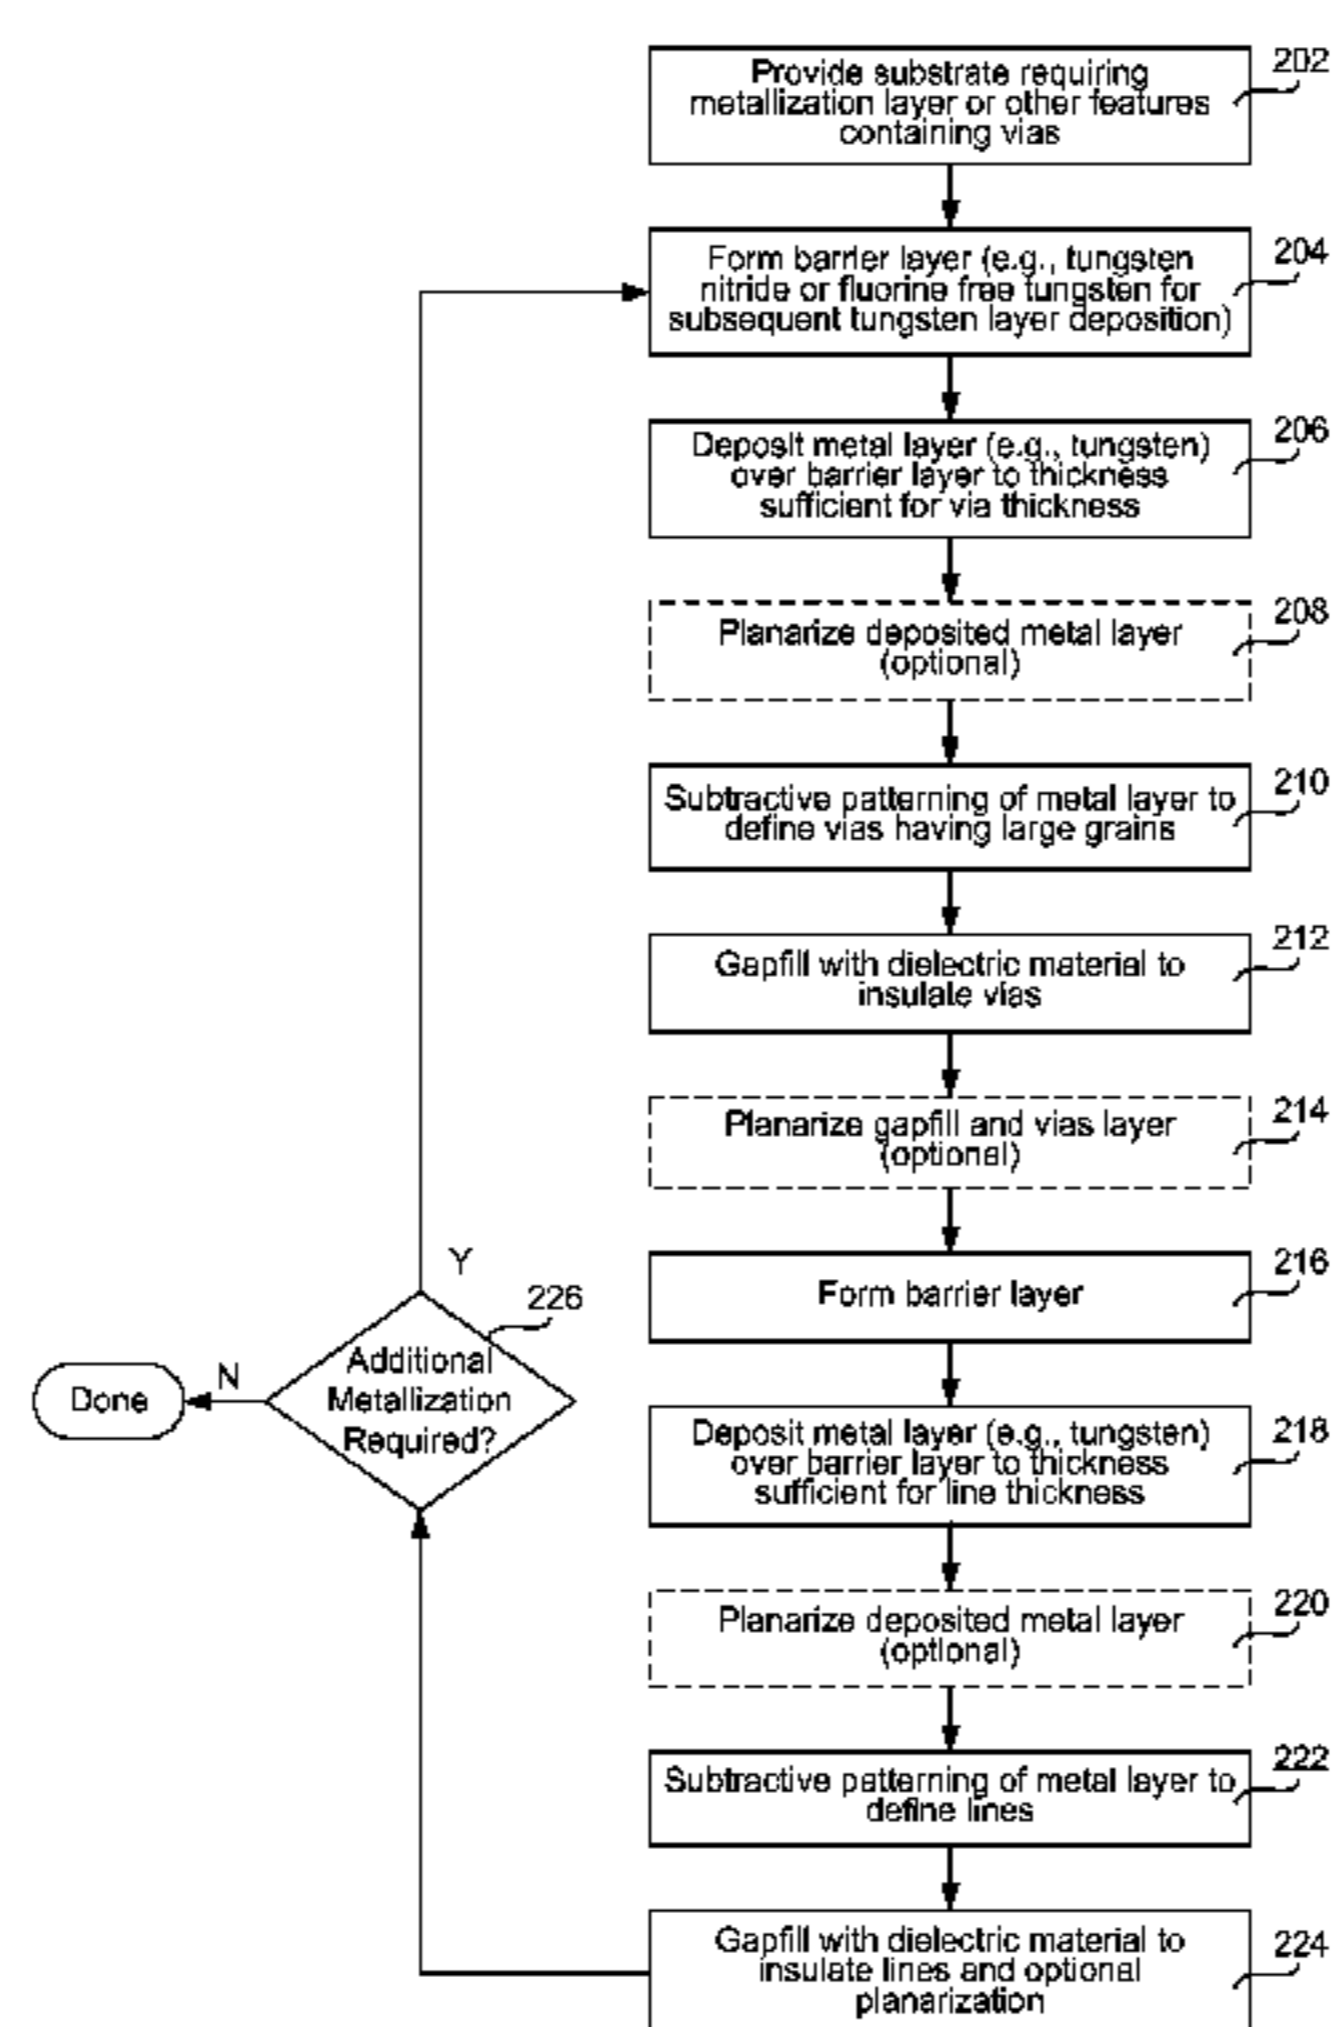 Provide substrate requiring
metallization layer or other features
containing vias
202
Form barrier layer (e.g., tungsten
nitride or fluorine free tungsten for
subsequent tungsten layer deposition)
204
Deposit metal layer (e.g., tungsten)
over barrier layer to thickness
sufficient for via thickness
206
Planarize deposited metal layer
(optional)
208
Subtractive patterning of metal layer to
define vias having large grains
210
Gapfill with dielectric material to
insulate vias
212
Planarize gapfill and vias layer
(optional)
214
Form barrier layer
216
Deposit metal layer (e.g., tungsten)
over barrier layer to thickness
sufficient for line thickness
218
Planarize deposited metal layer
(optional)
220
Subtractive patterning of metal layer to
define lines
222
Gapfill with dielectric material to
insulate lines and optional
planarization
224
Y
226
Additional
Metallization
Required?
N
Done